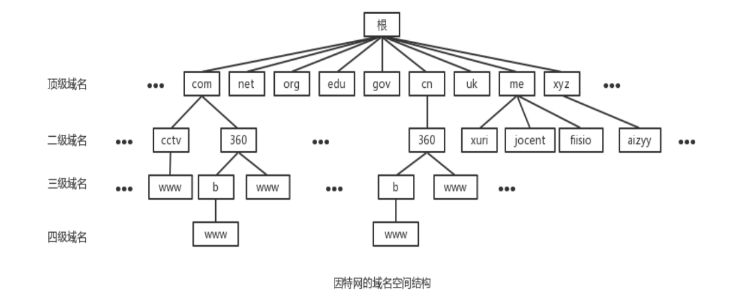 根
顶级域名 ••• com net org edu gov cn uk me xyz •••
二级域名 ••• cctv 360 ••• 360 xuri jocent fiisio aizyy •••
三级域名 ••• www b www ••• b www •••
四级域名 www www
因特网的域名空间结构